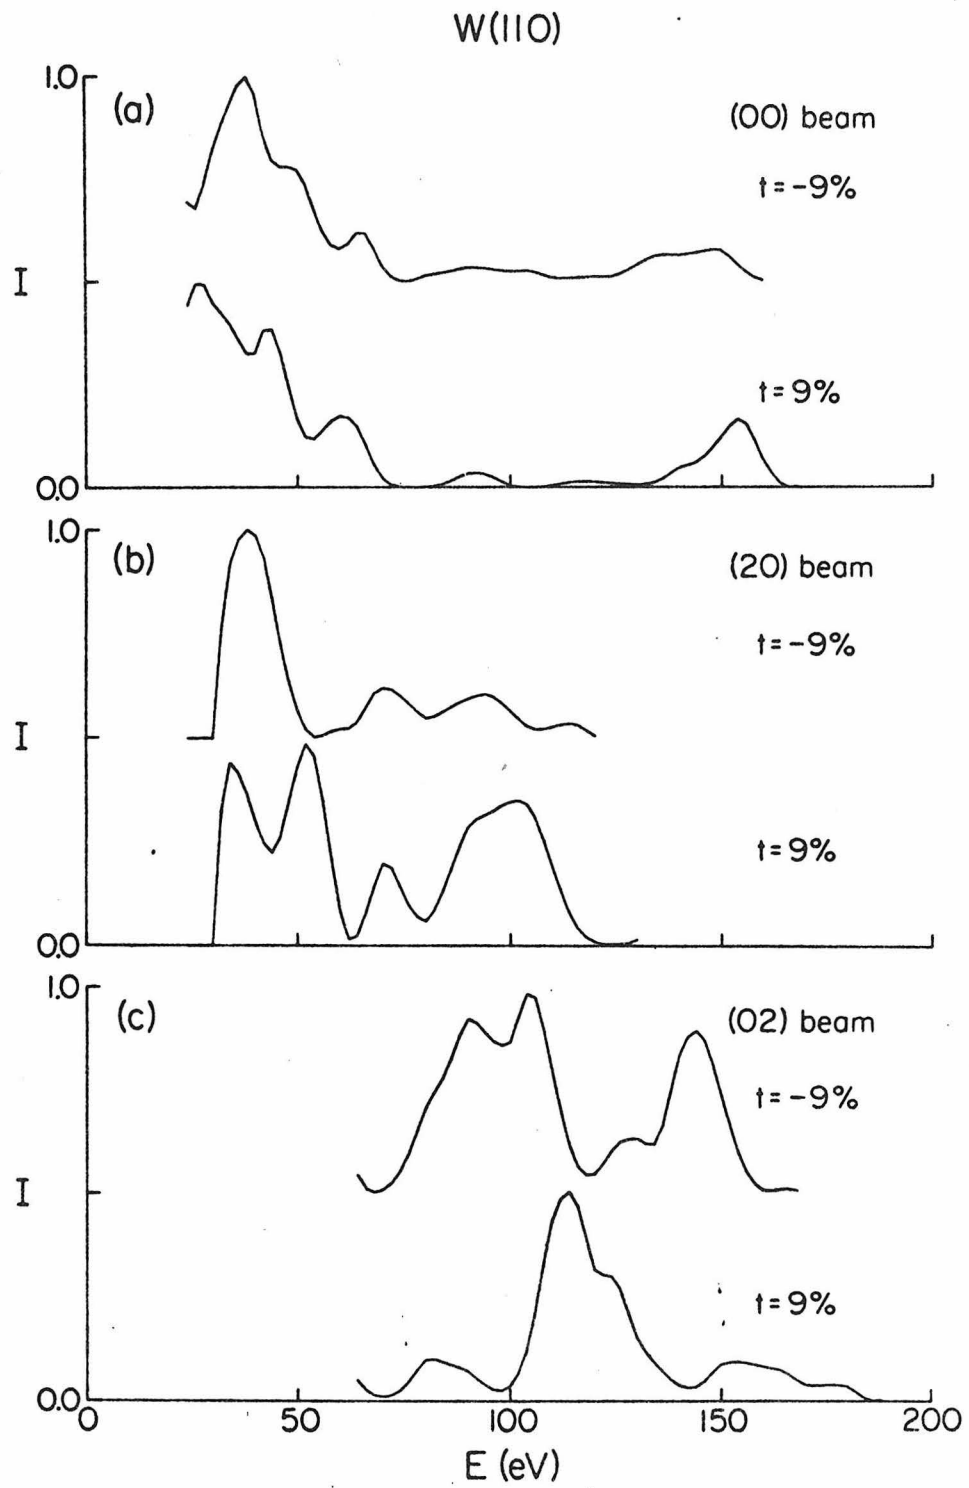 W(110)
1.0
(a)
(00) beam
t = -9%
I
t = 9%
0.0
1.0
(b)
(20) beam
t = -9%
I
t = 9%
0.0
1.0
(c)
(02) beam
t = -9%
I
t = 9%
0.0
0 50 100 150 200
E (eV)